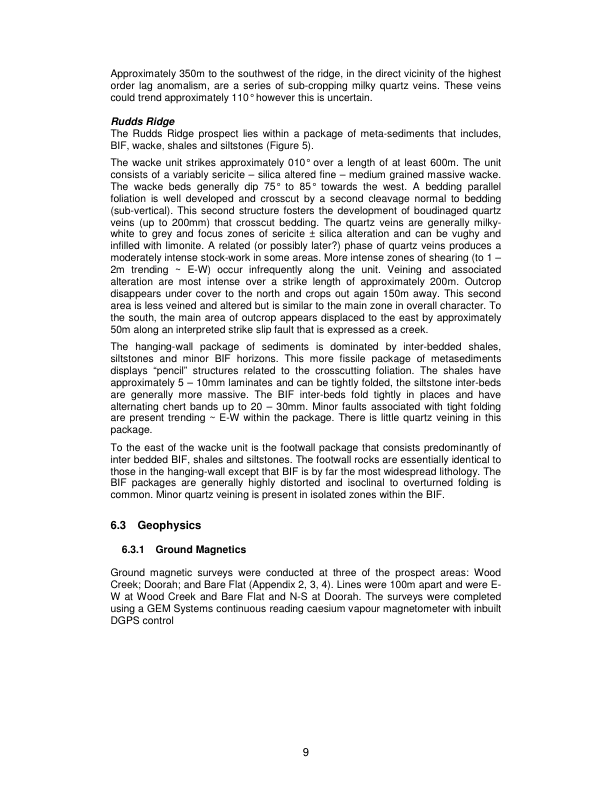 Approximately 350m to the southwest of the ridge, in the direct vicinity of the highest
order lag anomalism, are a series of sub-cropping milky quartz veins. These veins
could trend approximately 110° however this is uncertain.
Rudds Ridge
The Rudds Ridge prospect lies within a package of meta-sediments that includes,
BIF, wacke, shales and siltstones (Figure 5).
The wacke unit strikes approximately 010° over a length of at least 600m. The unit
consists of a variably sericite – silica altered fine – medium grained massive wacke.
The wacke beds generally dip 75° to 85° towards the west. A bedding parallel
foliation is well developed and crosscut by a second cleavage normal to bedding
(sub-vertical). This second structure fosters the development of boudinaged quartz
veins (up to 200mm) that crosscut bedding. The quartz veins are generally milky-
white to grey and focus zones of sericite ± silica alteration and can be vughy and
infilled with limonite. A related (or possibly later?) phase of quartz veins produces a
moderately intense stock-work in some areas. More intense zones of shearing (to 1 –
2m trending ~ E-W) occur infrequently along the unit. Veining and associated
alteration are most intense over a strike length of approximately 200m. Outcrop
disappears under cover to the north and crops out again 150m away. This second
area is less veined and altered but is similar to the main zone in overall character. To
the south, the main area of outcrop appears displaced to the east by approximately
50m along an interpreted strike slip fault that is expressed as a creek.
The hanging-wall package of sediments is dominated by inter-bedded shales,
siltstones and minor BIF horizons. This more fissile package of metasediments
displays “pencil” structures related to the crosscutting foliation. The shales have
approximately 5 – 10mm laminates and can be tightly folded, the siltstone inter-beds
are generally more massive. The BIF inter-beds fold tightly in places and have
alternating chert bands up to 20 – 30mm. Minor faults associated with tight folding
are present trending ~ E-W within the package. There is little quartz veining in this
package.
To the east of the wacke unit is the footwall package that consists predominantly of
inter bedded BIF, shales and siltstones. The footwall rocks are essentially identical to
those in the hanging-wall except that BIF is by far the most widespread lithology. The
BIF packages are generally highly distorted and isoclinal to overturned folding is
common. Minor quartz veining is present in isolated zones within the BIF.
6.3 Geophysics
6.3.1 Ground Magnetics
Ground magnetic surveys were conducted at three of the prospect areas: Wood
Creek; Doorah; and Bare Flat (Appendix 2, 3, 4). Lines were 100m apart and were E-
W at Wood Creek and Bare Flat and N-S at Doorah. The surveys were completed
using a GEM Systems continuous reading caesium vapour magnetometer with inbuilt
DGPS control
9